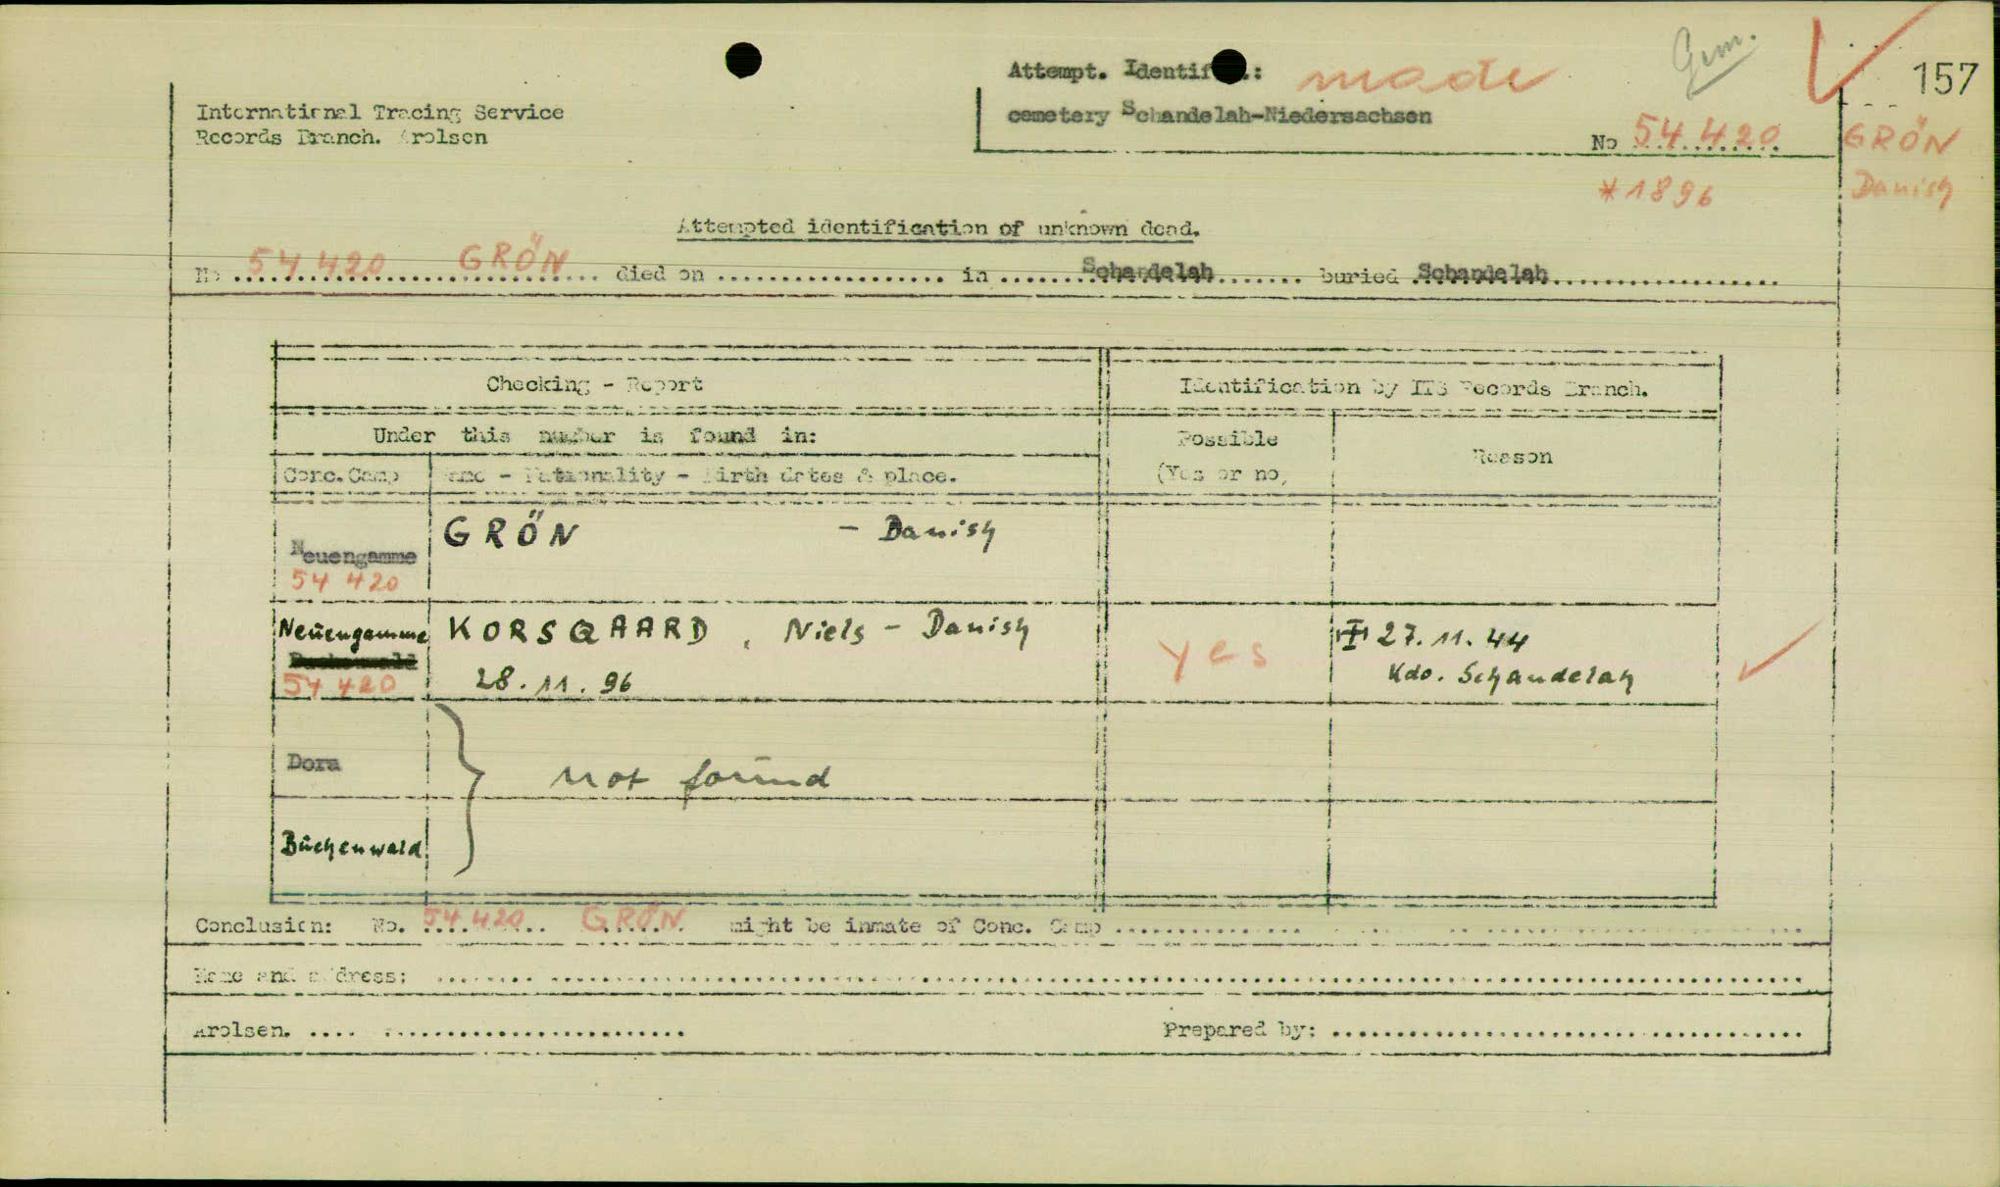 Gem.
157
Attempt. Identif.: made
International Tracing Service
cemetery Schandelah-Niedersachsen
Records Branch. Arolsen
No 54 420
GRÖN
* 1896
Danish
Attempted identification of unknown dead.
No 54 420 GRÖN died on .................. in Schandelah buried Schandelah
Checking - Report
Identification by ITS Records Branch.
Under this number is found in:
Possible
(Yes or no,
Reason
Conc.Camp
Name - Nationality - Birth dates & place.
GRÖN - Danish
Neuengamme
54 420
Neuengamme
KORSGAARD, Niels - Danish
54 420
28.11.96
yes
27.11.44
Kdo. Schandelah
Dora
not found
Buchenwald
Conclusion: No. 54 420 GRÖN might be inmate of Conc. Camp ..............
Name and address: ..............
Arolsen. .... ........................
Prepared by: ..............